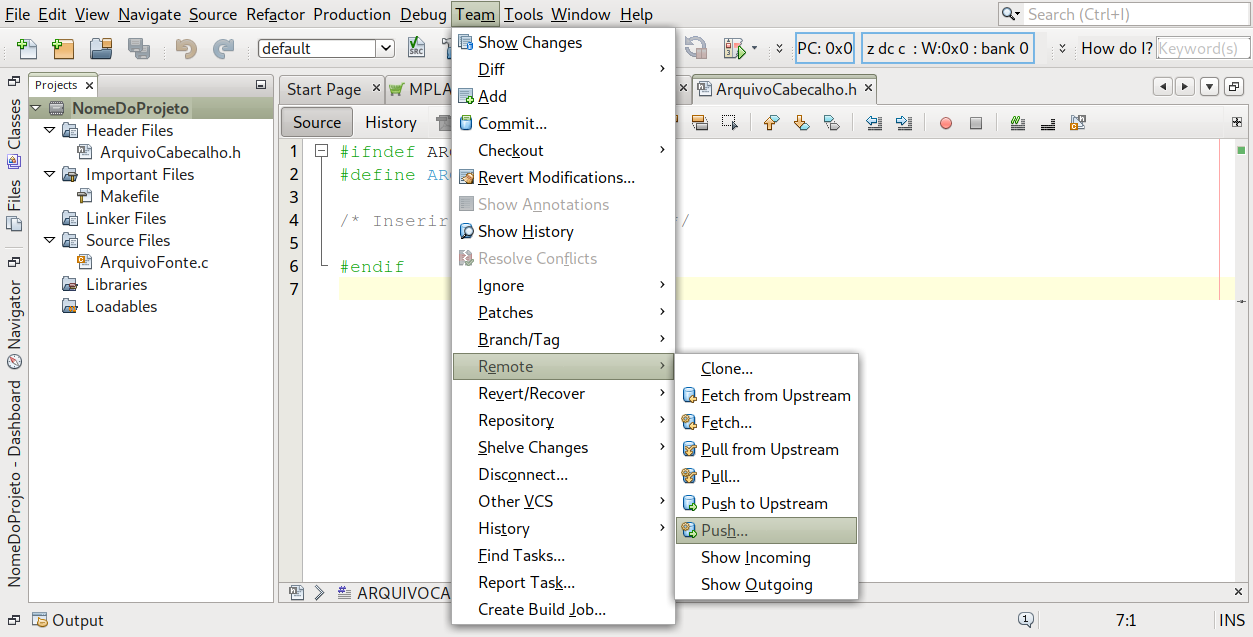 File Edit View Navigate Source Refactor Production Debug Team Tools Window Help
Search (Ctrl+I)
default
SRC
PC: 0x0
z dc c : W:0x0 : bank 0
How do I?
Keyword(s)
Projects
Start Page
MPLA
ArquivoCabecalho.h
Classes
Files
Navigator
NomeDoProjeto - Dashboard
NomeDoProjeto
Header Files
ArquivoCabecalho.h
Important Files
Makefile
Linker Files
Source Files
ArquivoFonte.c
Libraries
Loadables
Source History
1 #ifndef AR
2 #define AR
3
4 /* Inserir */
5
6 #endif
7
Show Changes
Diff
Add
Commit...
Checkout
Revert Modifications...
Show Annotations
Show History
Resolve Conflicts
Ignore
Patches
Branch/Tag
Remote
Revert/Recover
Repository
Shelve Changes
Disconnect...
Other VCS
History
Find Tasks...
Report Task...
Create Build Job...
Clone...
Fetch from Upstream
Fetch...
Pull from Upstream
Pull...
Push to Upstream
Push...
Show Incoming
Show Outgoing
ARQUIVOCA
Output
1
7:1
INS